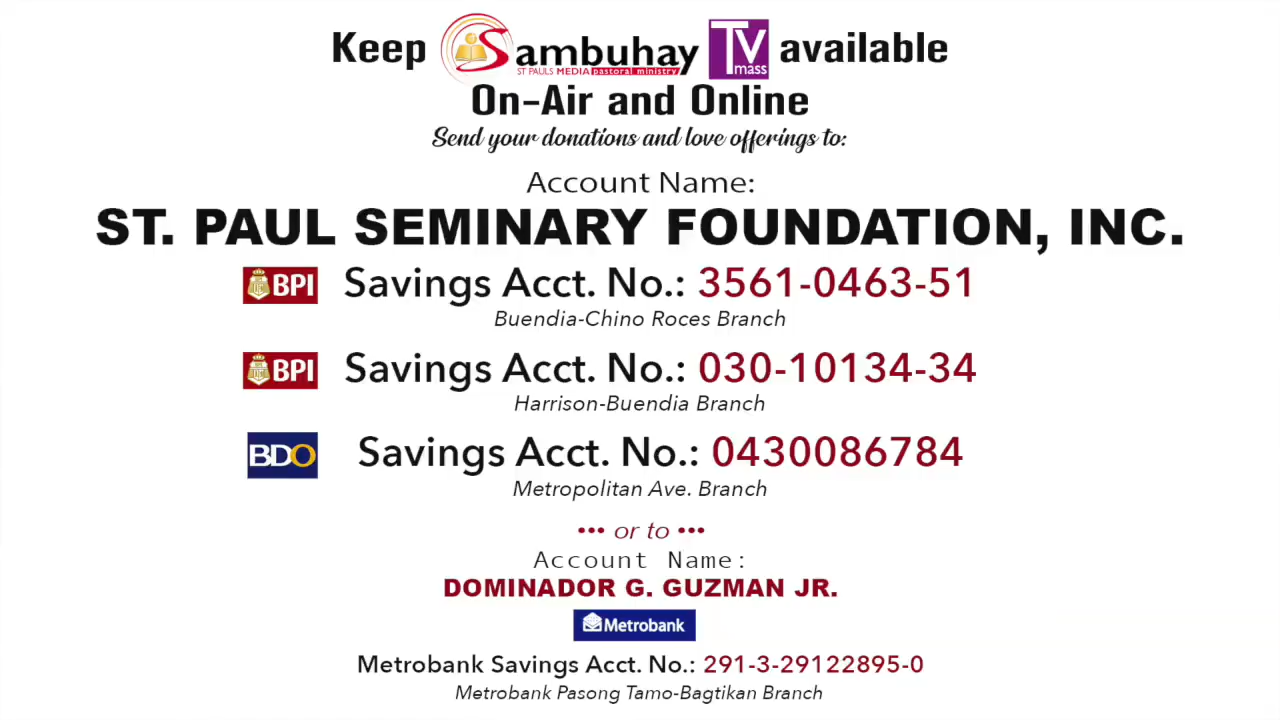 Keep Sambuhay TV mass available
ST PAULS MEDIA pastoral ministry
On-Air and Online
Send your donations and love offerings to:
Account Name:
ST. PAUL SEMINARY FOUNDATION, INC.
BPI Savings Acct. No.: 3561-0463-51
Buendia-Chino Roces Branch
BPI Savings Acct. No.: 030-10134-34
Harrison-Buendia Branch
BDO Savings Acct. No.: 0430086784
Metropolitan Ave. Branch
••• or to •••
Account Name:
DOMINADOR G. GUZMAN JR.
Metrobank
Metrobank Savings Acct. No.: 291-3-29122895-0
Metrobank Pasong Tamo-Bagtikan Branch